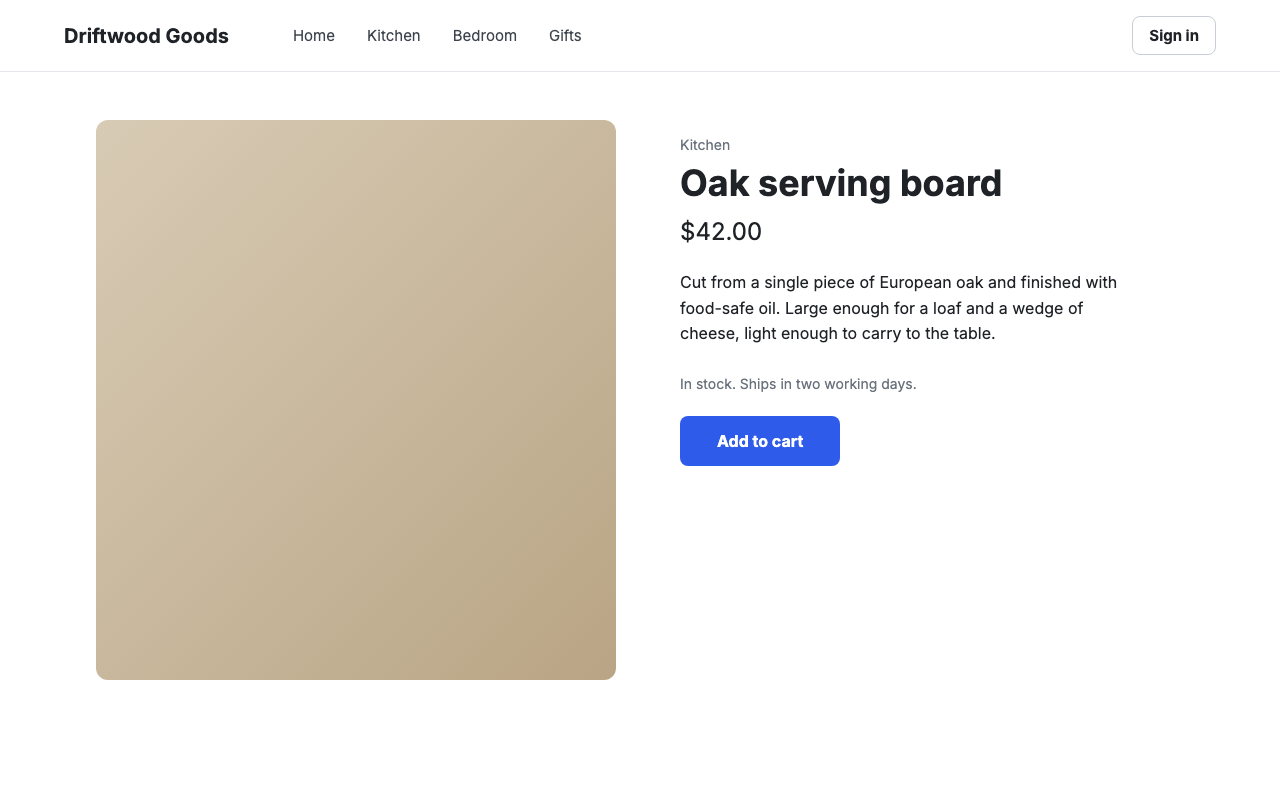 Driftwood Goods
Home
Kitchen
Bedroom
Gifts
Sign in
Kitchen
Oak serving board
$42.00
Cut from a single piece of European oak and finished with
food-safe oil. Large enough for a loaf and a wedge of
cheese, light enough to carry to the table.
In stock. Ships in two working days.
Add to cart